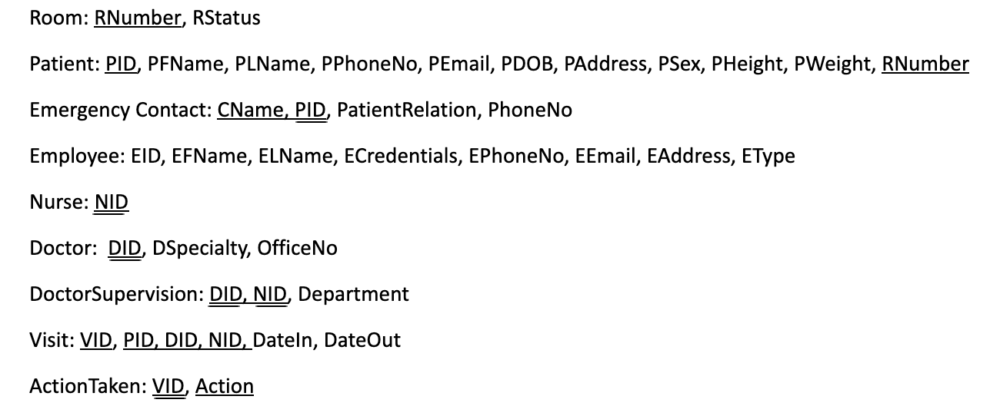 Room: RNumber, RStatus
Patient: PID, PFName, PLName, PPhoneNo, PEmail, PDOB, PAddress, PSex, PHeight, PWeight, RNumber
Emergency Contact: CName, PID, PatientRelation, PhoneNo
Employee: EID, EFName, ELName, ECredentials, EPhoneNo, EEmail, EAddress, EType
Nurse: NID
Doctor: DID, DSpecialty, OfficeNo
DoctorSupervision: DID, NID, Department
Visit: VID, PID, DID, NID, DateIn, DateOut
ActionTaken: VID, Action